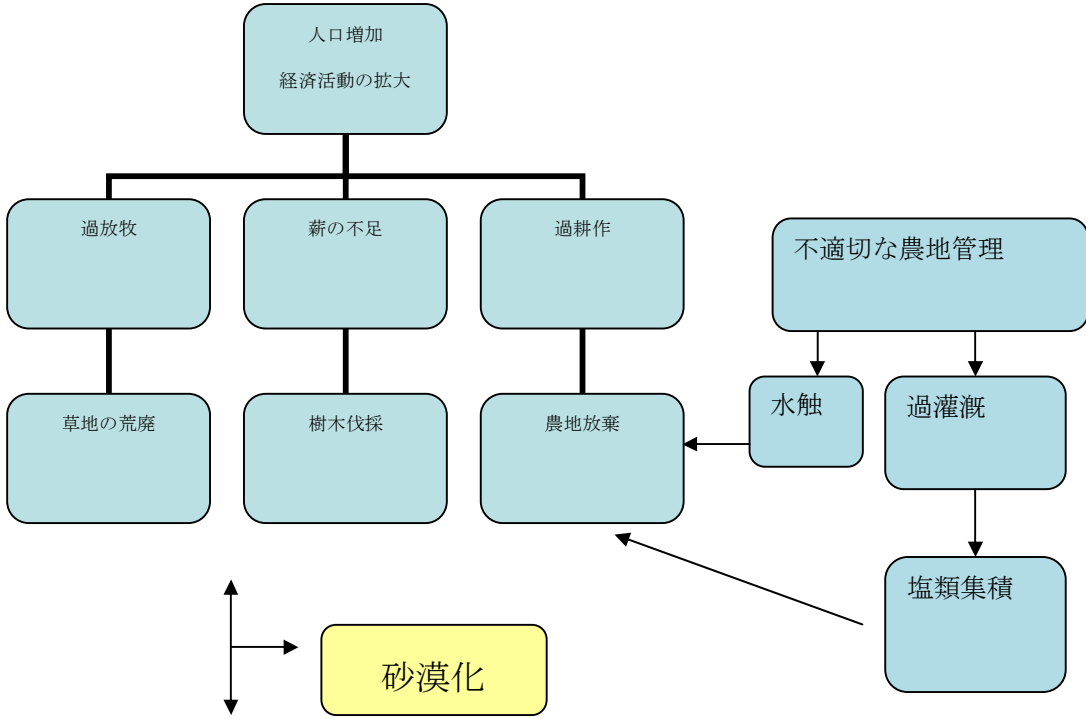 人口増加
経済活動の拡大
過放牧
薪の不足
過耕作
不適切な農地管理
草地の荒廃
樹木伐採
農地放棄
水触
過灌漑
塩類集積
砂漠化